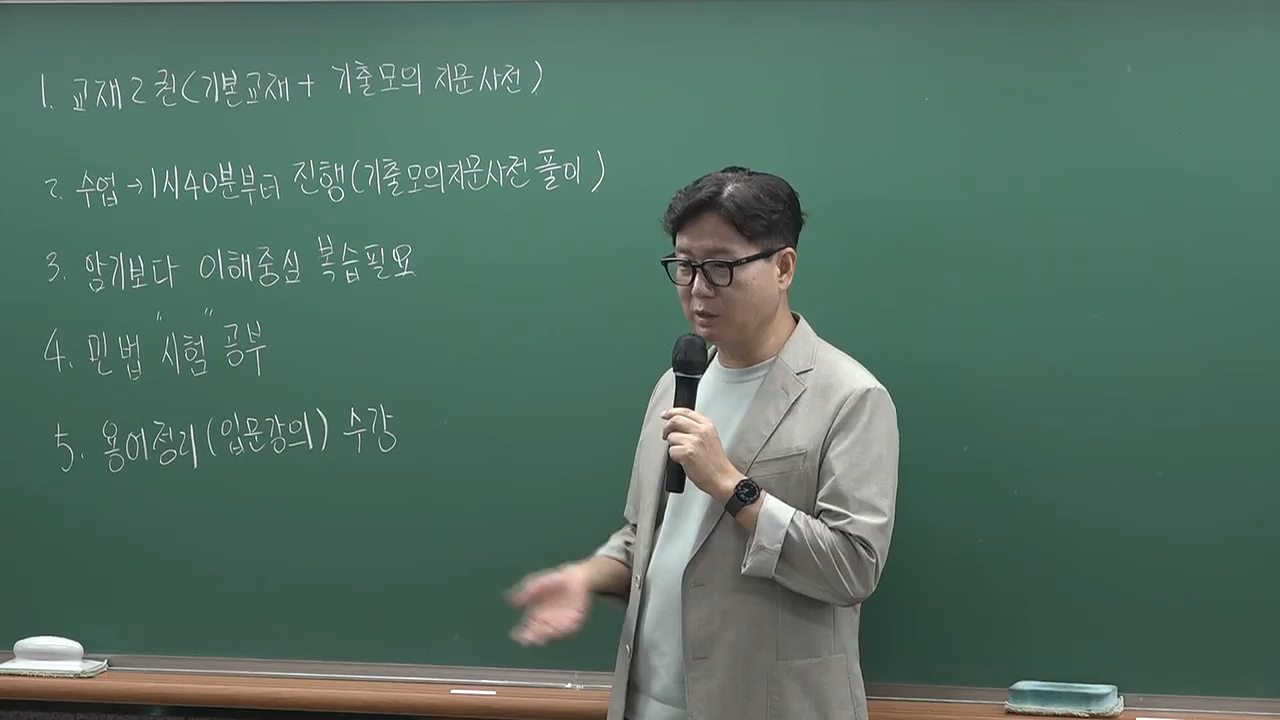 1. 교재 2권(기본교재 + 기출모의 지문사전)
2. 수업 → 1시40분부터 진행(기출모의지문사전 풀이)
3. 암기보다 이해중심 복습필요
4. 민법 "시험" 공부
5. 용어정리(입문강의) 수강